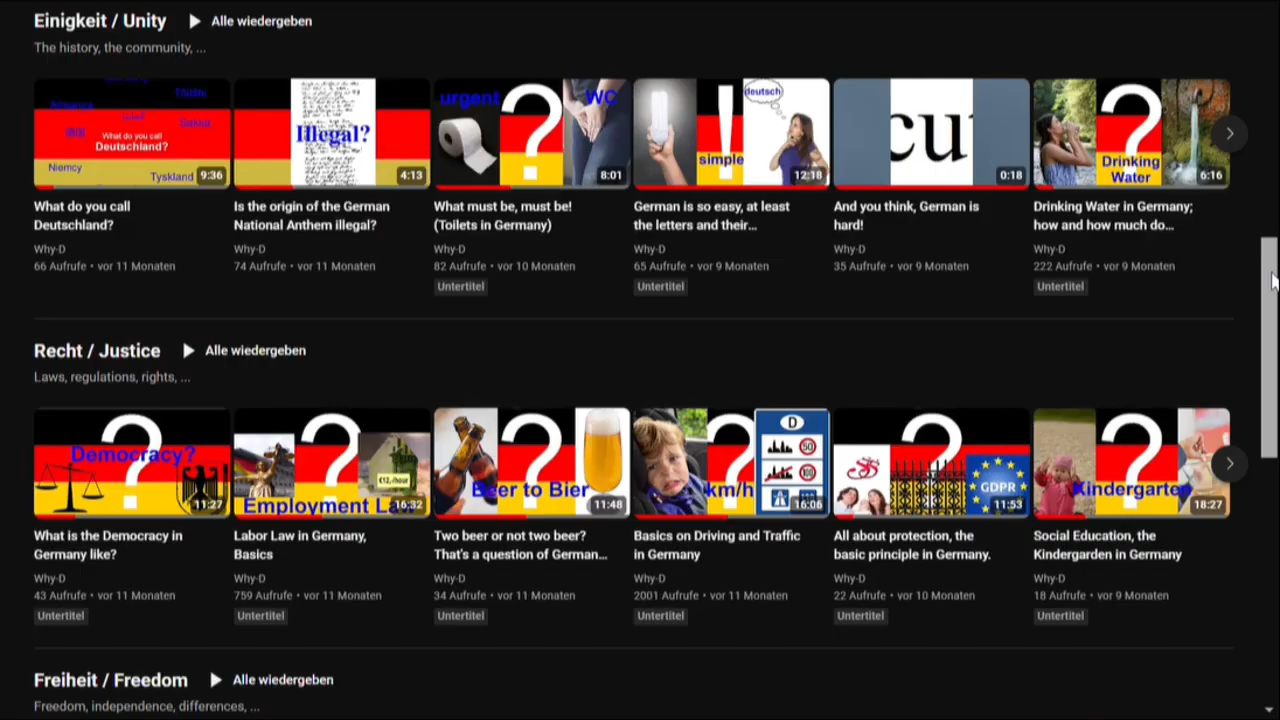 Einigkeit / Unity
Alle wiedergeben
The history, the community, ...
What do you call
Deutschland?
Niemcy
Tyskland
9:36
Illegal?
4:13
urgent
WC
8:01
deutsch
simple
12:18
cu
0:18
Drinking
Water
6:16
What do you call
Deutschland?
Why-D
66 Aufrufe • vor 11 Monaten
Is the origin of the German
National Anthem illegal?
Why-D
74 Aufrufe • vor 11 Monaten
What must be, must be!
(Toilets in Germany)
Why-D
82 Aufrufe • vor 10 Monaten
Untertitel
German is so easy, at least
the letters and their...
Why-D
65 Aufrufe • vor 9 Monaten
Untertitel
And you think, German is
hard!
Why-D
35 Aufrufe • vor 9 Monaten
Drinking Water in Germany;
how and how much do...
Why-D
222 Aufrufe • vor 9 Monaten
Untertitel
Recht / Justice
Alle wiedergeben
Laws, regulations, rights, ...
Democracy?
11:27
€12,-/hour
Employment
16:32
Beer to Bier
11:48
D
50
100
km/h
16:06
GDPR
11:53
Kindergarten
18:27
What is the Democracy in
Germany like?
Why-D
43 Aufrufe • vor 11 Monaten
Untertitel
Labor Law in Germany,
Basics
Why-D
759 Aufrufe • vor 11 Monaten
Untertitel
Two beer or not two beer?
That's a question of German...
Why-D
34 Aufrufe • vor 11 Monaten
Untertitel
Basics on Driving and Traffic
in Germany
Why-D
2001 Aufrufe • vor 11 Monaten
Untertitel
All about protection, the
basic principle in Germany.
Why-D
22 Aufrufe • vor 10 Monaten
Untertitel
Social Education, the
Kindergarden in Germany
Why-D
18 Aufrufe • vor 9 Monaten
Untertitel
Freiheit / Freedom
Alle wiedergeben
Freedom, independence, differences, ...